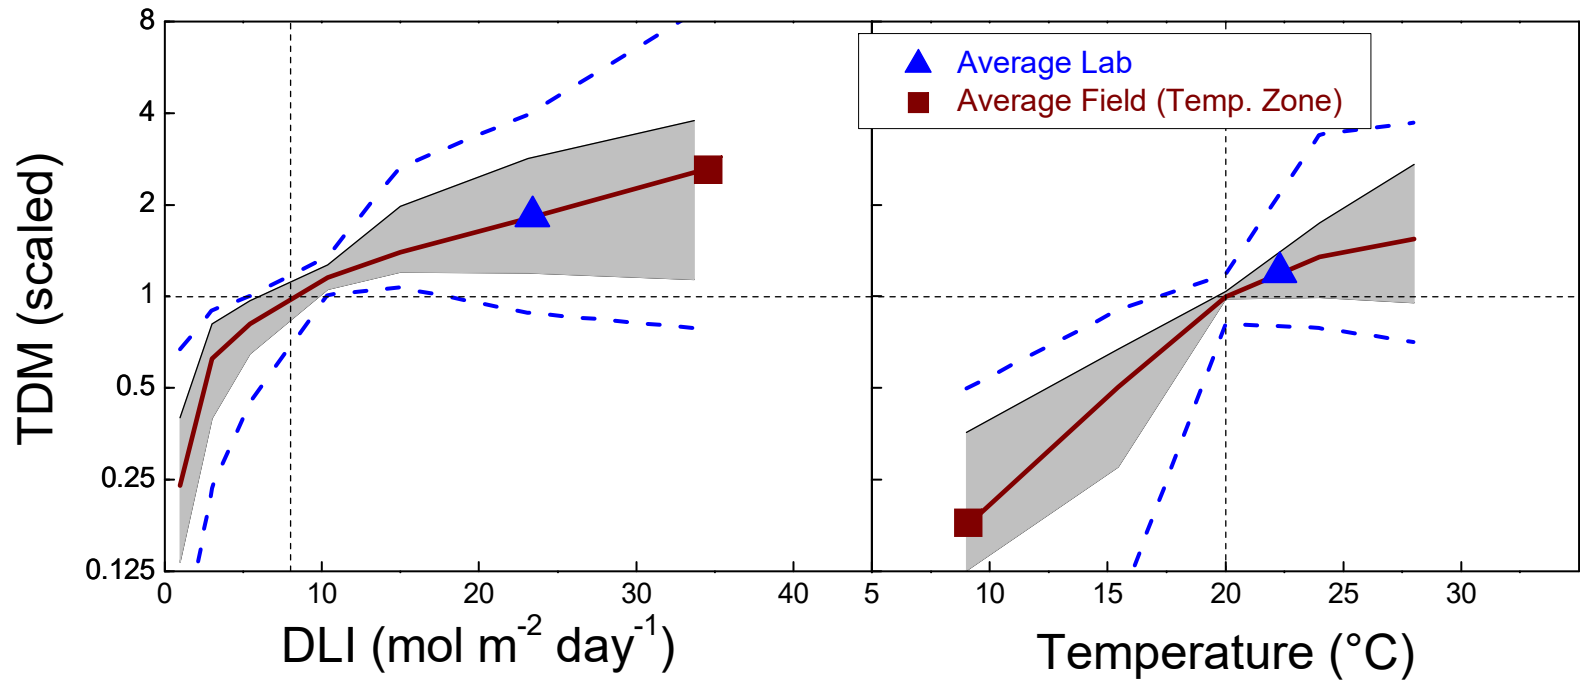 TDM (scaled)
8
4
2
1
0.5
0.25
0.125
0 10 20 30 40
DLI (mol m⁻² day⁻¹)
Average Lab
Average Field (Temp. Zone)
5 10 15 20 25 30
Temperature (°C)